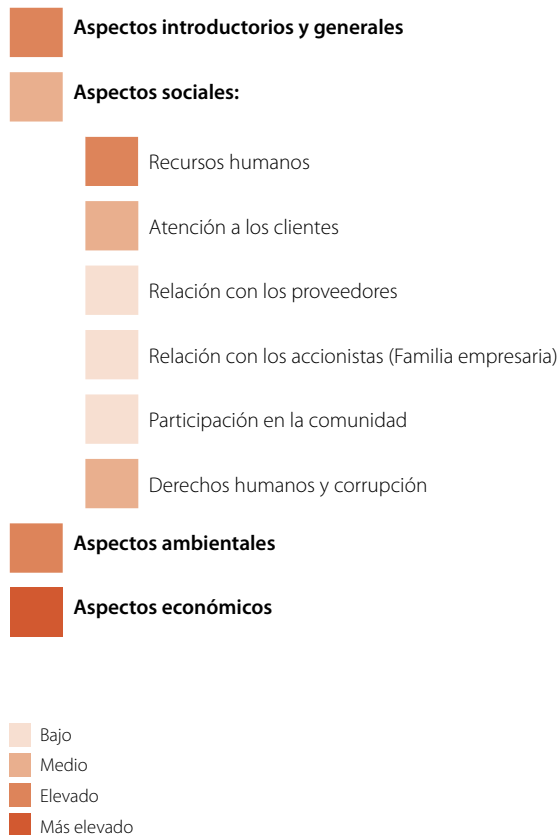 Aspectos introductorios y generales
Aspectos sociales:
Recursos humanos
Atención a los clientes
Relación con los proveedores
Relación con los accionistas (Familia empresaria)
Participación en la comunidad
Derechos humanos y corrupción
Aspectos ambientales
Aspectos económicos
Bajo
Medio
Elevado
Más elevado